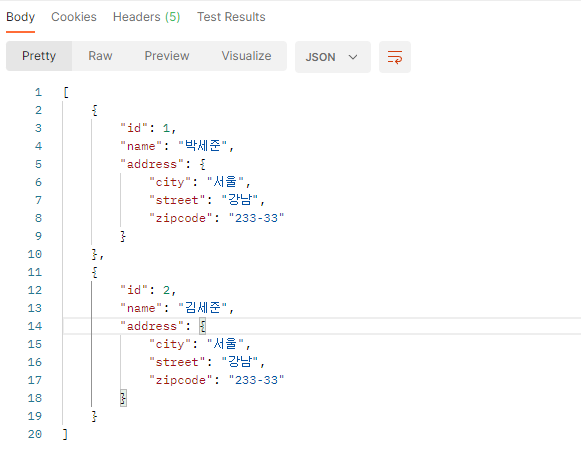 Body Cookies Headers (5) Test Results
Pretty Raw Preview Visualize JSON
1 [
2 {
3 "id": 1,
4 "name": "박세준",
5 "address": {
6 "city": "서울",
7 "street": "강남",
8 "zipcode": "233-33"
9 }
10 },
11 {
12 "id": 2,
13 "name": "김세준",
14 "address": {
15 "city": "서울",
16 "street": "강남",
17 "zipcode": "233-33"
18 }
19 }
20 ]